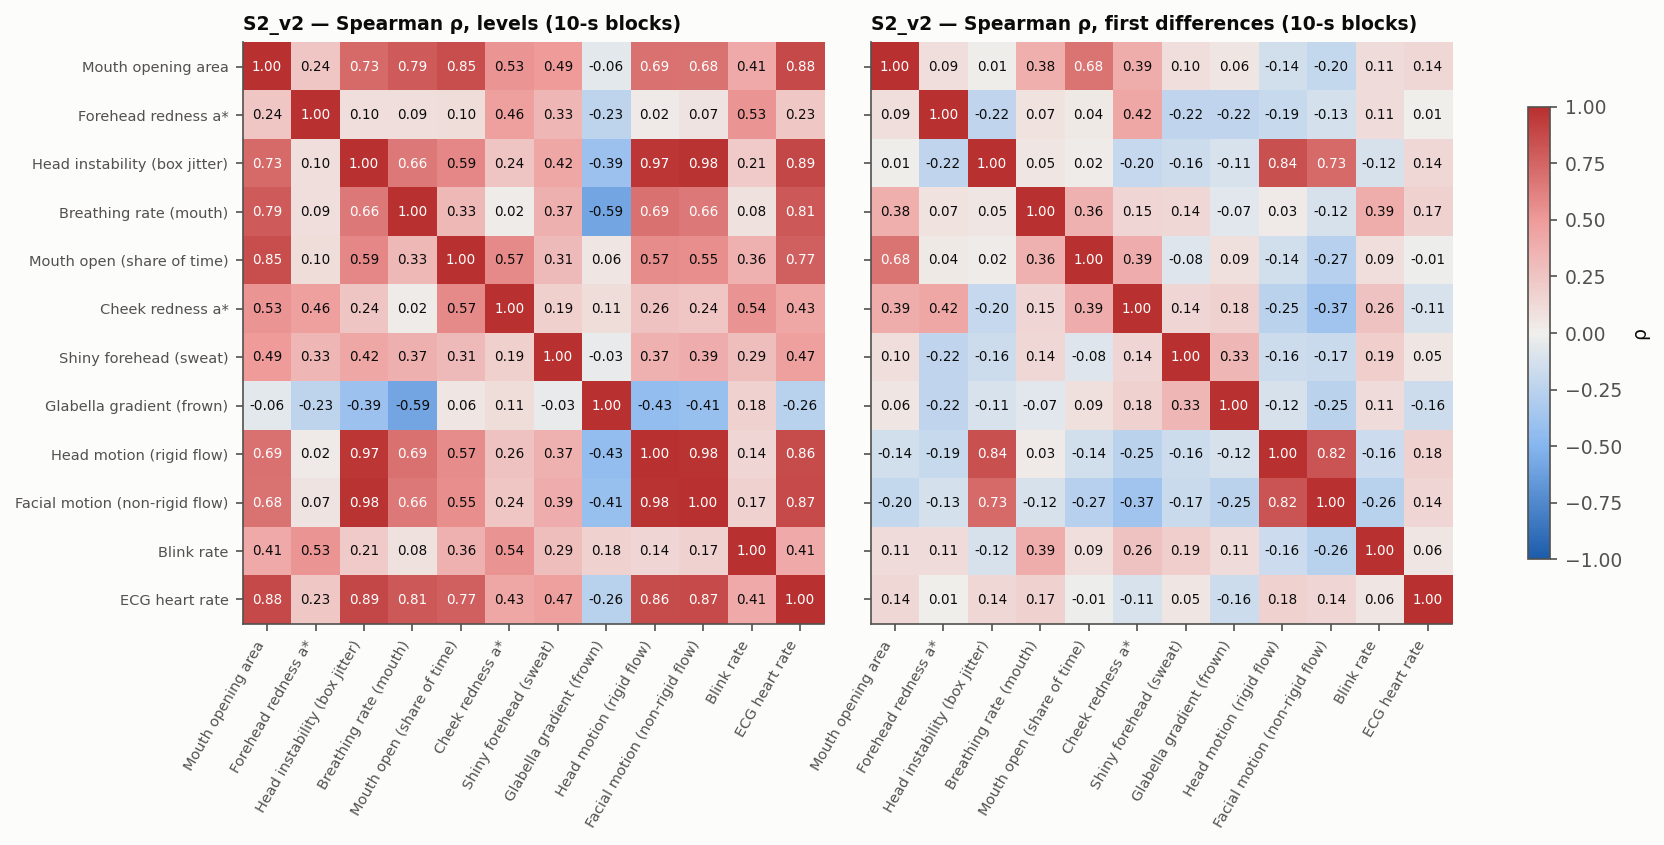 S2_v2 — Spearman ρ, levels (10-s blocks)
S2_v2 — Spearman ρ, first differences (10-s blocks)
Mouth opening area 1.00 0.24 0.73 0.79 0.85 0.53 0.49 -0.06 0.69 0.68 0.41 0.88 1.00 0.09 0.01 0.38 0.68 0.39 0.10 0.06 -0.14 -0.20 0.11 0.14
Forehead redness a* 0.24 1.00 0.10 0.09 0.10 0.46 0.33 -0.23 0.02 0.07 0.53 0.23 0.09 1.00 -0.22 0.07 0.04 0.42 -0.22 -0.22 -0.19 -0.13 0.11 0.01
Head instability (box jitter) 0.73 0.10 1.00 0.66 0.59 0.24 0.42 -0.39 0.97 0.98 0.21 0.89 0.01 -0.22 1.00 0.05 0.02 -0.20 -0.16 -0.11 0.84 0.73 -0.12 0.14
Breathing rate (mouth) 0.79 0.09 0.66 1.00 0.33 0.02 0.37 -0.59 0.69 0.66 0.08 0.81 0.38 0.07 0.05 1.00 0.36 0.15 0.14 -0.07 0.03 -0.12 0.39 0.17
Mouth open (share of time) 0.85 0.10 0.59 0.33 1.00 0.57 0.31 0.06 0.57 0.55 0.36 0.77 0.68 0.04 0.02 0.36 1.00 0.39 -0.08 0.09 -0.14 -0.27 0.09 -0.01
Cheek redness a* 0.53 0.46 0.24 0.02 0.57 1.00 0.19 0.11 0.26 0.24 0.54 0.43 0.39 0.42 -0.20 0.15 0.39 1.00 0.14 0.18 -0.25 -0.37 0.26 -0.11
Shiny forehead (sweat) 0.49 0.33 0.42 0.37 0.31 0.19 1.00 -0.03 0.37 0.39 0.29 0.47 0.10 -0.22 -0.16 0.14 -0.08 0.14 1.00 0.33 -0.16 -0.17 0.19 0.05
Glabella gradient (frown) -0.06 -0.23 -0.39 -0.59 0.06 0.11 -0.03 1.00 -0.43 -0.41 0.18 -0.26 0.06 -0.22 -0.11 -0.07 0.09 0.18 0.33 1.00 -0.12 -0.25 0.11 -0.16
Head motion (rigid flow) 0.69 0.02 0.97 0.69 0.57 0.26 0.37 -0.43 1.00 0.98 0.14 0.86 -0.14 -0.19 0.84 0.03 -0.14 -0.25 -0.16 -0.12 1.00 0.82 -0.16 0.18
Facial motion (non-rigid flow) 0.68 0.07 0.98 0.66 0.55 0.24 0.39 -0.41 0.98 1.00 0.17 0.87 -0.20 -0.13 0.73 -0.12 -0.27 -0.37 -0.17 -0.25 0.82 1.00 -0.26 0.14
Blink rate 0.41 0.53 0.21 0.08 0.36 0.54 0.29 0.18 0.14 0.17 1.00 0.41 0.11 0.11 -0.12 0.39 0.09 0.26 0.19 0.11 -0.16 -0.26 1.00 0.06
ECG heart rate 0.88 0.23 0.89 0.81 0.77 0.43 0.47 -0.26 0.86 0.87 0.41 1.00 0.14 0.01 0.14 0.17 -0.01 -0.11 0.05 -0.16 0.18 0.14 0.06 1.00
Mouth opening area
Forehead redness a*
Head instability (box jitter)
Breathing rate (mouth)
Mouth open (share of time)
Cheek redness a*
Shiny forehead (sweat)
Glabella gradient (frown)
Head motion (rigid flow)
Facial motion (non-rigid flow)
Blink rate
ECG heart rate
Mouth opening area
Forehead redness a*
Head instability (box jitter)
Breathing rate (mouth)
Mouth open (share of time)
Cheek redness a*
Shiny forehead (sweat)
Glabella gradient (frown)
Head motion (rigid flow)
Facial motion (non-rigid flow)
Blink rate
ECG heart rate
1.00
0.75
0.50
0.25
0.00
−0.25
−0.50
−0.75
−1.00
ρ